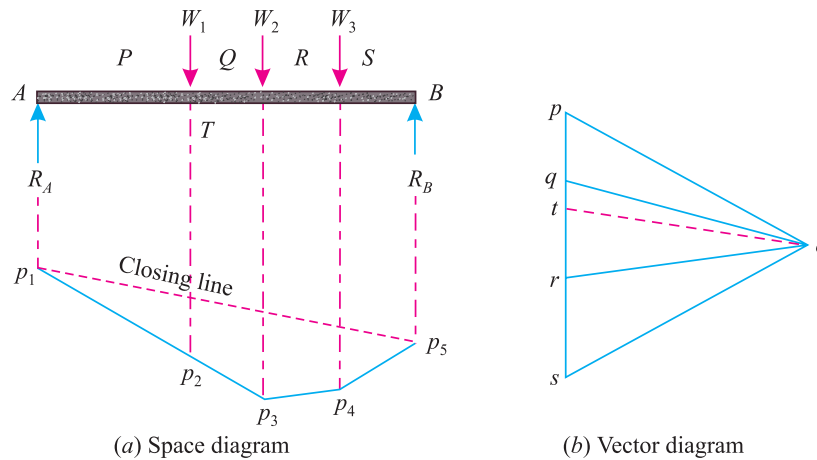 W1 W2 W3
P Q R S
A B
T
RA RB
Closing line
p1
p5
p2
p3
p4
(a) Space diagram
p
q
t
r
s
(b) Vector diagram